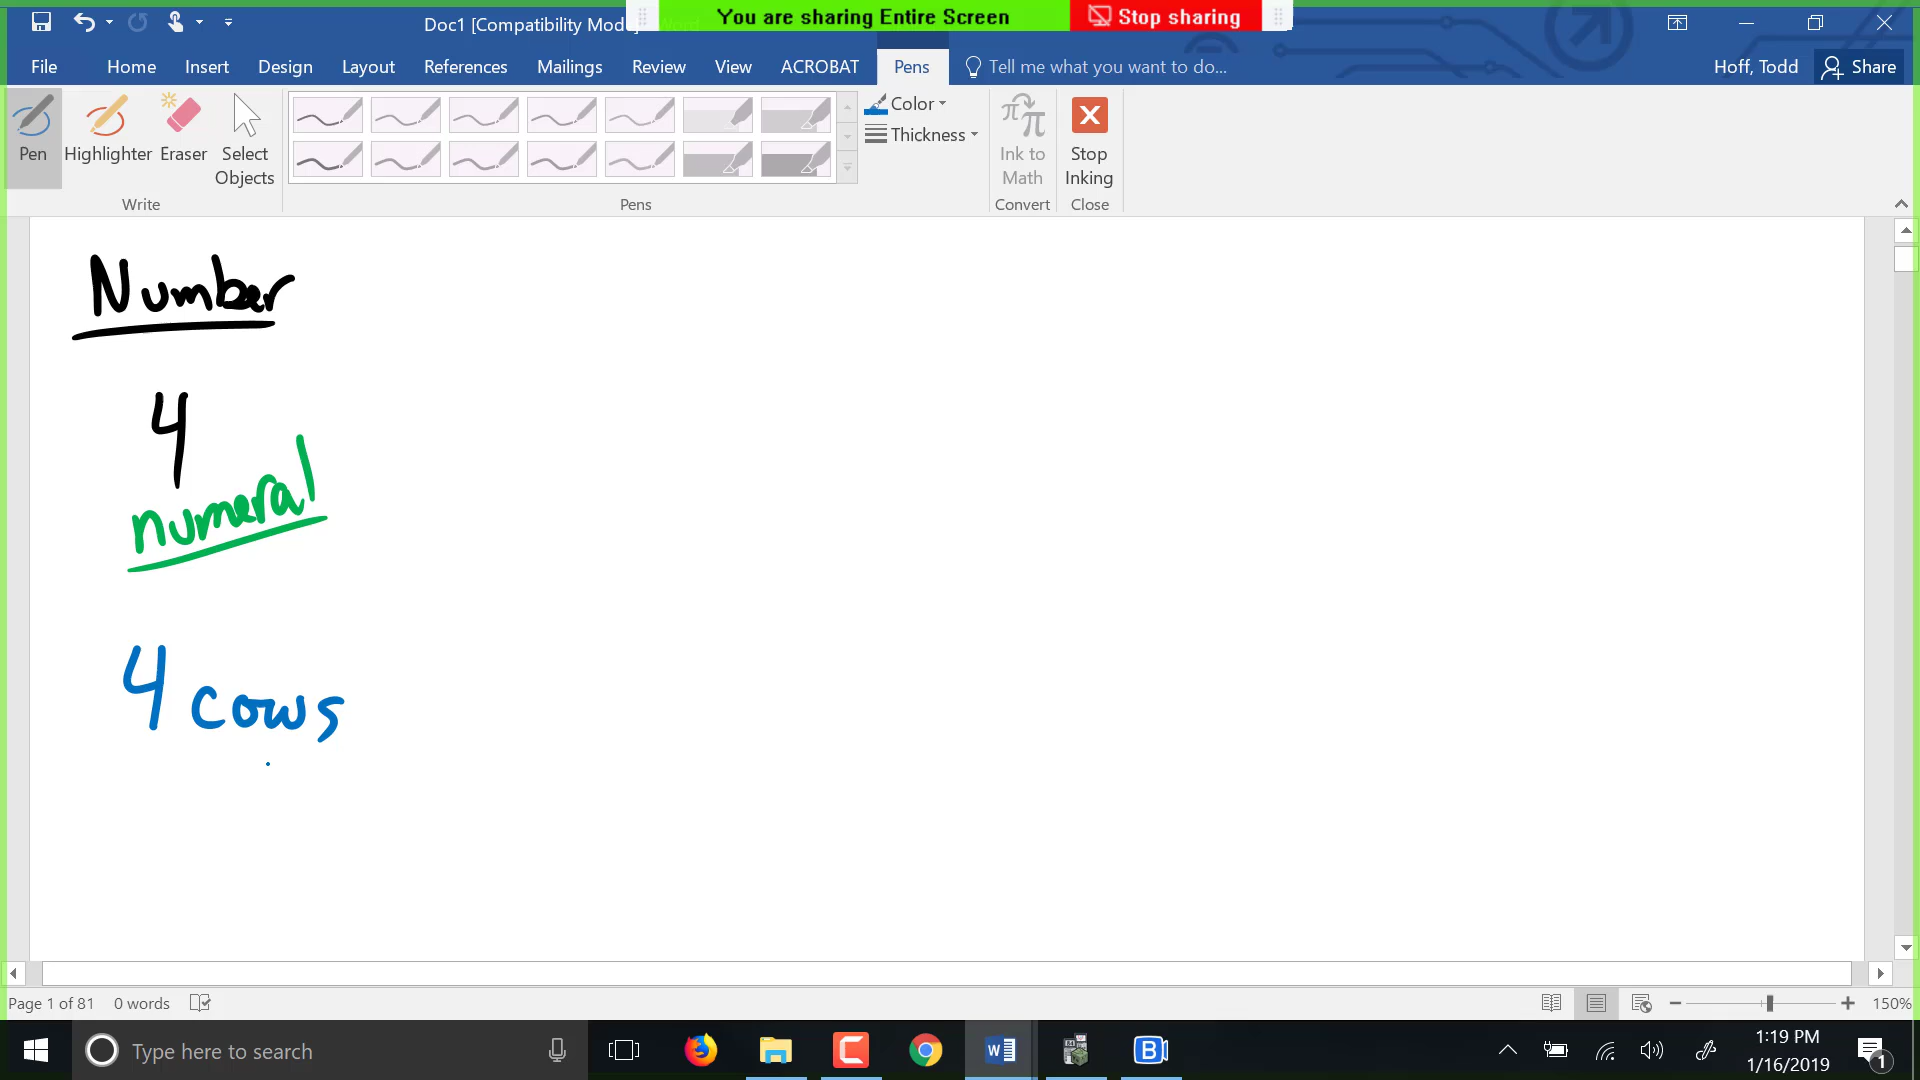 Doc1 [Compatibility Mod
You are sharing Entire Screen
Stop sharing
File Home Insert Design Layout References Mailings Review View ACROBAT Pens Tell me what you want to do... Hoff, Todd Share
Pen Highlighter Eraser Select Objects
Color
Thickness
Ink to Math
Stop Inking
Write Pens Convert Close
Number
4
numeral
4 cows
Page 1 of 81 0 words 150%
Type here to search
1:19 PM
1/16/2019
1